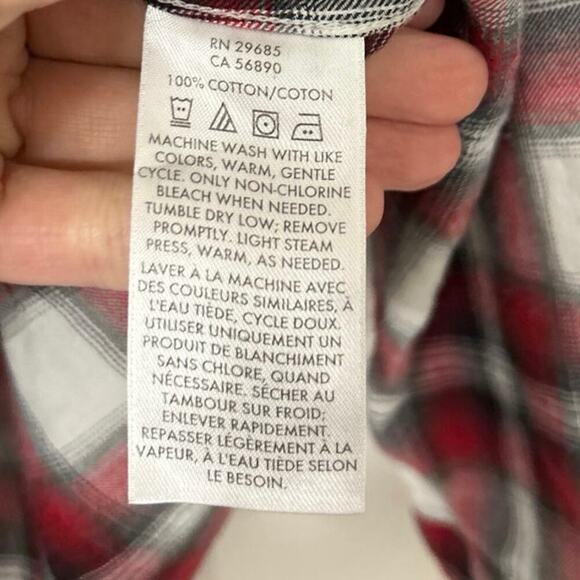 RN 29685
CA 56890
100% COTTON/COTON
MACHINE WASH WITH LIKE
COLORS, WARM, GENTLE
CYCLE. ONLY NON-CHLORINE
BLEACH WHEN NEEDED.
TUMBLE DRY LOW; REMOVE
PROMPTLY. LIGHT STEAM
PRESS, WARM, AS NEEDED.
LAVER À LA MACHINE AVEC
DES COULEURS SIMILAIRES, À
L'EAU TIÈDE, CYCLE DOUX.
UTILISER UNIQUEMENT UN
PRODUIT DE BLANCHIMENT
SANS CHLORE, QUAND
NÉCESSAIRE. SÉCHER AU
TAMBOUR SUR FROID;
ENLEVER RAPIDEMENT.
REPASSER LÉGÈREMENT À LA
VAPEUR, À L'EAU TIÈDE SELON
LE BESOIN.